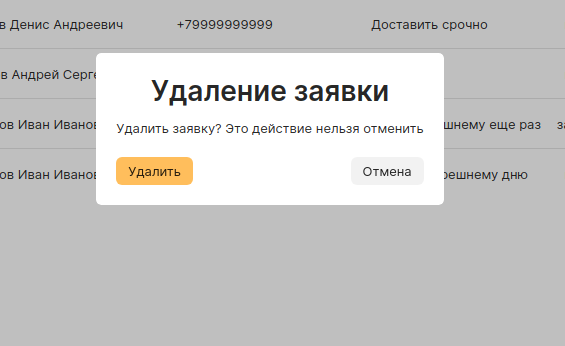 в Денис Андреевич +79999999999 Доставить срочно
в Андрей Серге
Удаление заявки
ов Иван Иванов шнему еще раз
Удалить заявку? Это действие нельзя отменить
Удалить Отмена
ов Иван Иванов решнему дню